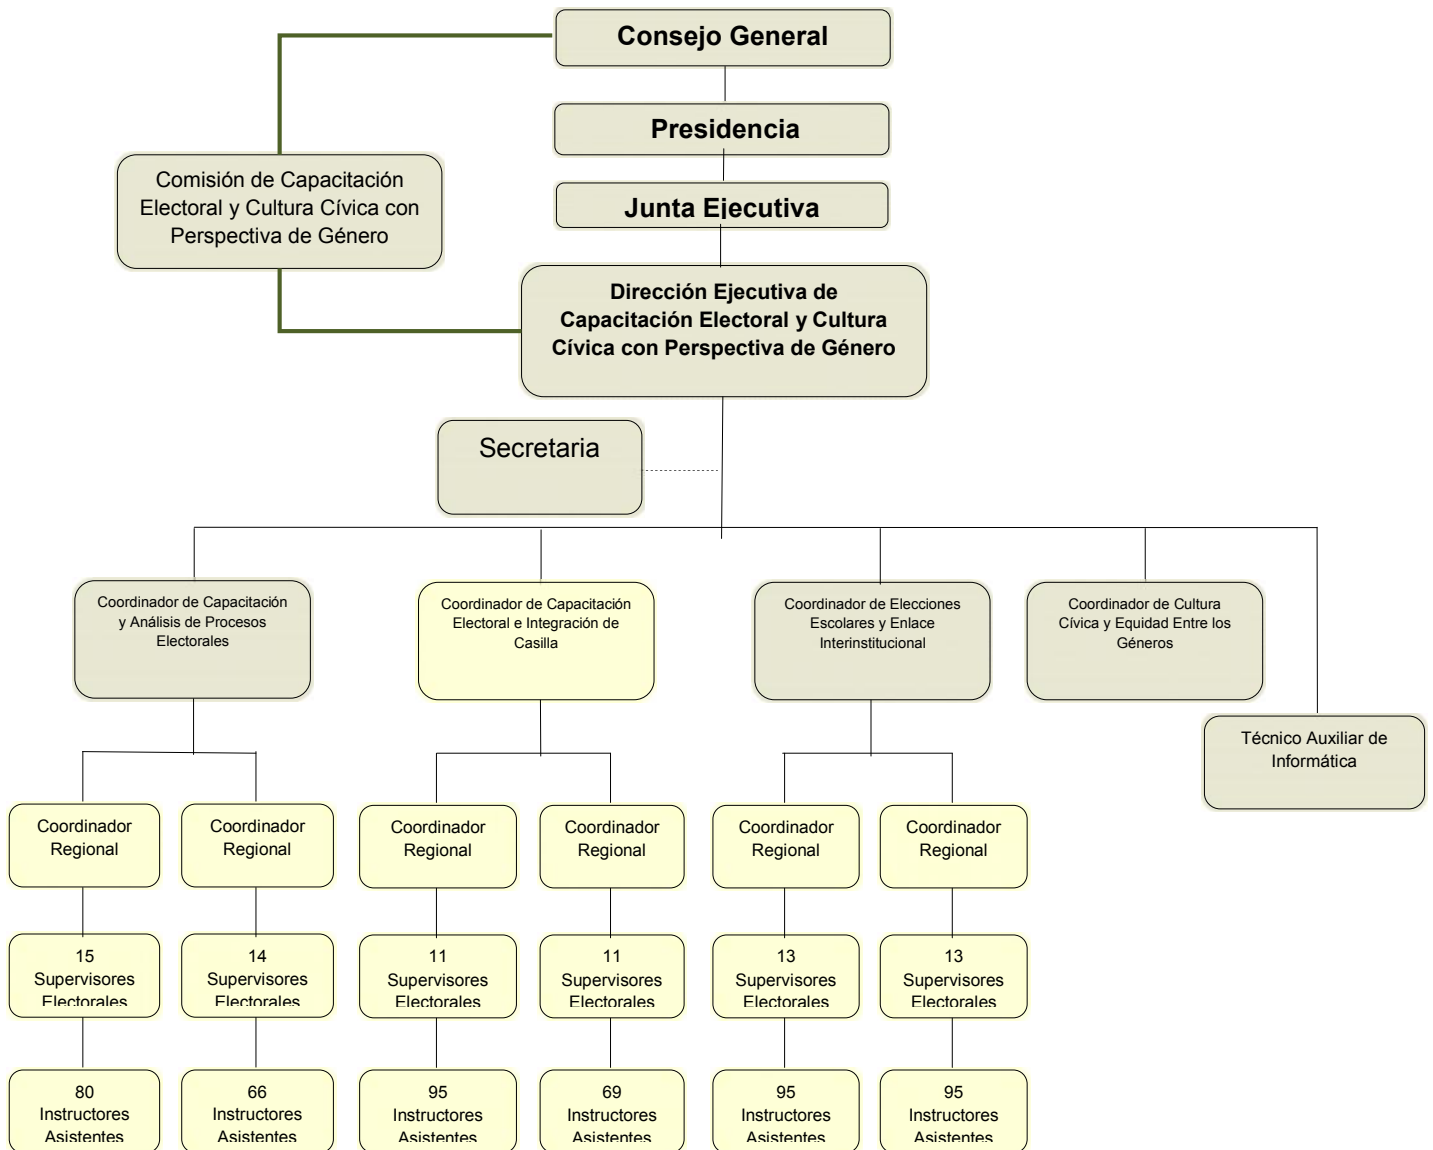 Consejo General
Presidencia
Comisión de Capacitación
Electoral y Cultura Cívica con
Perspectiva de Género
Junta Ejecutiva
Dirección Ejecutiva de
Capacitación Electoral y Cultura
Cívica con Perspectiva de Género
Secretaria
Coordinador de Capacitación
y Análisis de Procesos
Electorales
Coordinador de Capacitación
Electoral e Integración de
Casilla
Coordinador de Elecciones
Escolares y Enlace
Interinstitucional
Coordinador de Cultura
Cívica y Equidad Entre los
Géneros
Técnico Auxiliar de
Informática
Coordinador
Regional
Coordinador
Regional
Coordinador
Regional
Coordinador
Regional
Coordinador
Regional
Coordinador
Regional
15
Supervisores
Electorales
14
Supervisores
Electorales
11
Supervisores
Electorales
11
Supervisores
Electorales
13
Supervisores
Electorales
13
Supervisores
Electorales
80
Instructores
Asistentes
66
Instructores
Asistentes
95
Instructores
Asistentes
69
Instructores
Asistentes
95
Instructores
Asistentes
95
Instructores
Asistentes